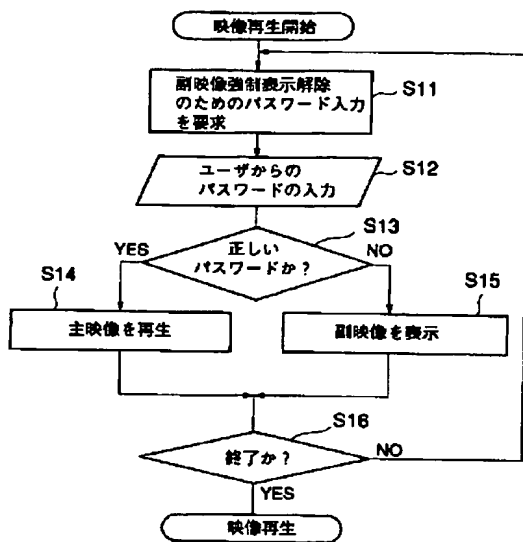 映像再生開始
副映像強制表示解除
のためのパスワード入力
を要求
S11
ユーザからの
パスワードの入力
S12
S13
YES
正しい
パスワードか？
NO
S14
S15
主映像を再生
副映像を表示
S16
終了か？
NO
YES
映像再生